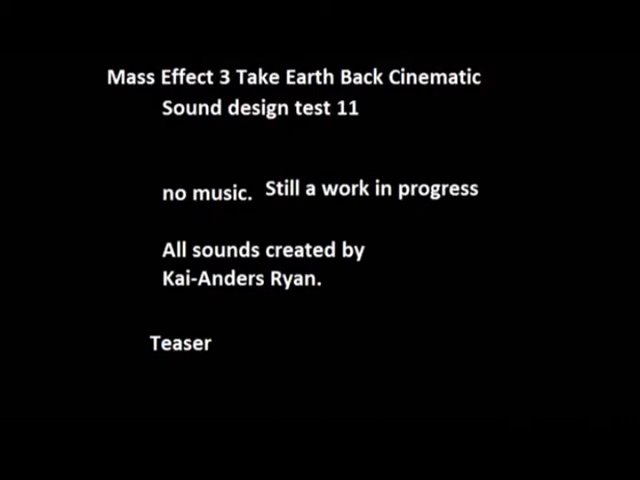 Mass Effect 3 Take Earth Back Cinematic
Sound design test 11
no music. Still a work in progress
All sounds created by
Kai-Anders Ryan.
Teaser